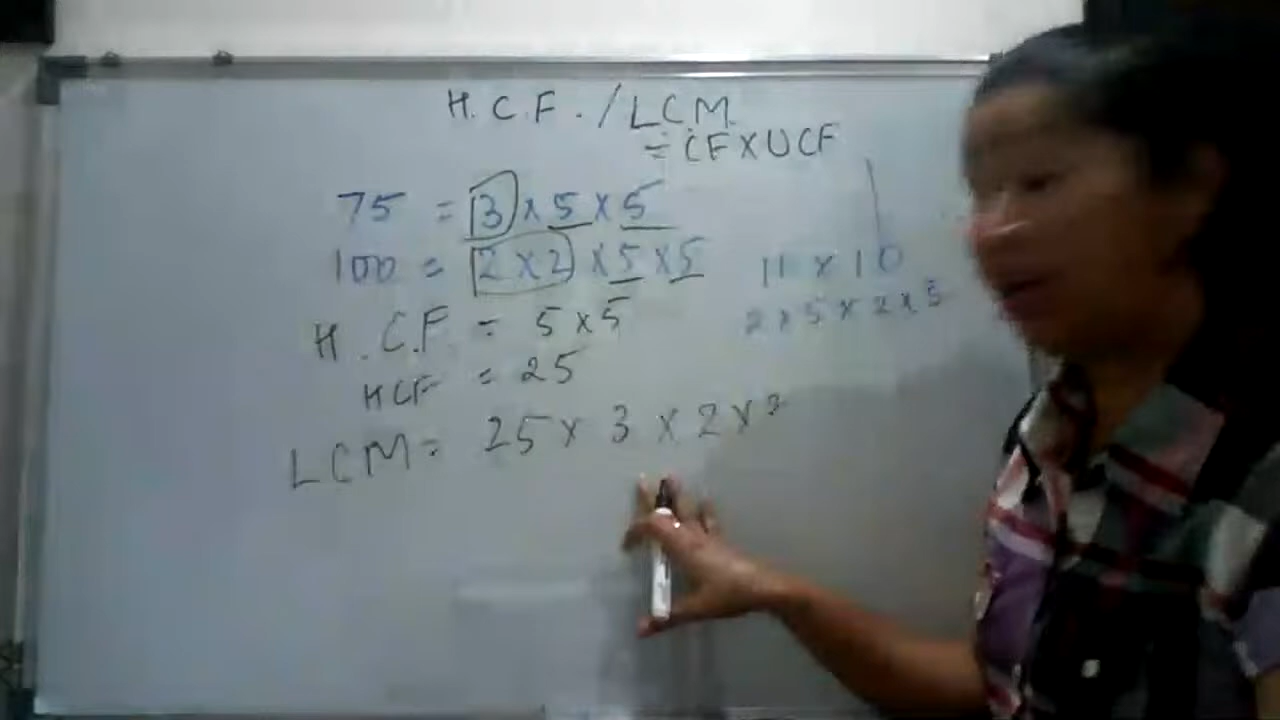 H.C.F. / LCM
= CF X UCF
75 = 3 x 5 x 5
100 = 2 x 2 x 5 x 5
10
2 x 5 x 2 x 5
H.C.F = 5 x 5
HCF = 25
LCM = 25 x 3 x 2 x 2